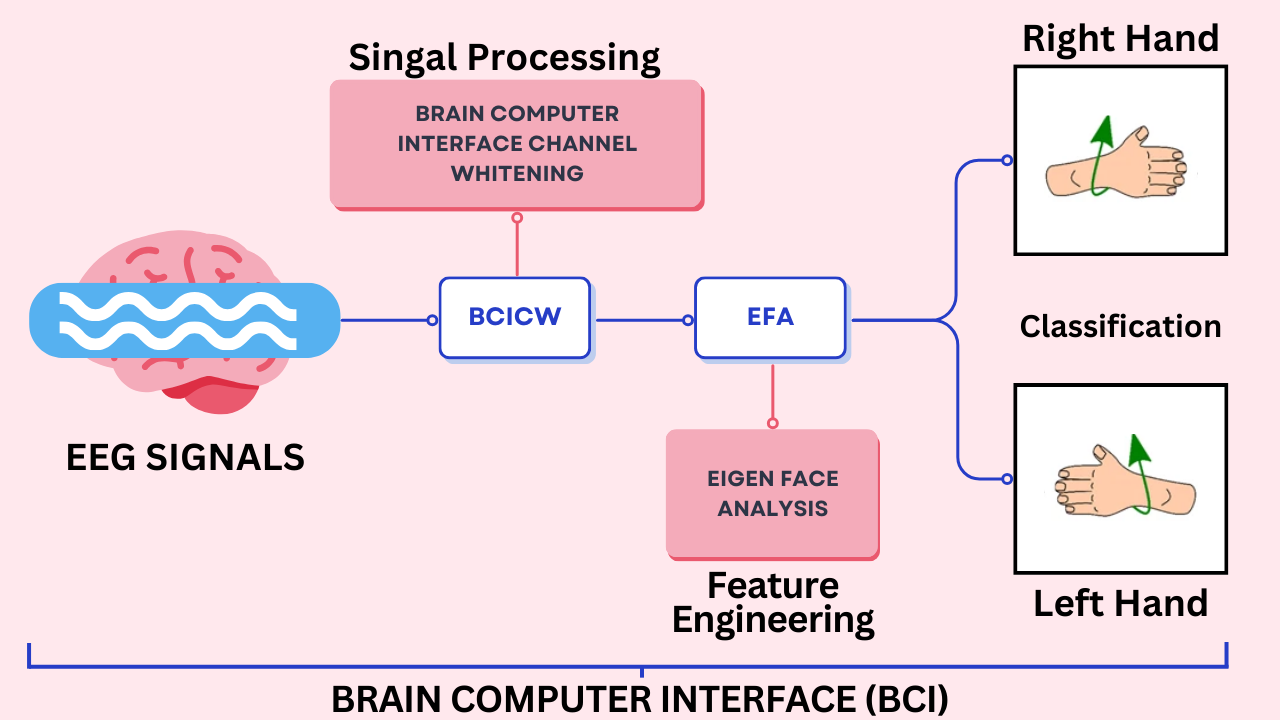 Singal Processing
BRAIN COMPUTER
INTERFACE CHANNEL
WHITENING
Right Hand
BCICW
EFA
Classification
EEG SIGNALS
EIGEN FACE
ANALYSIS
Feature
Engineering
Left Hand
BRAIN COMPUTER INTERFACE (BCI)